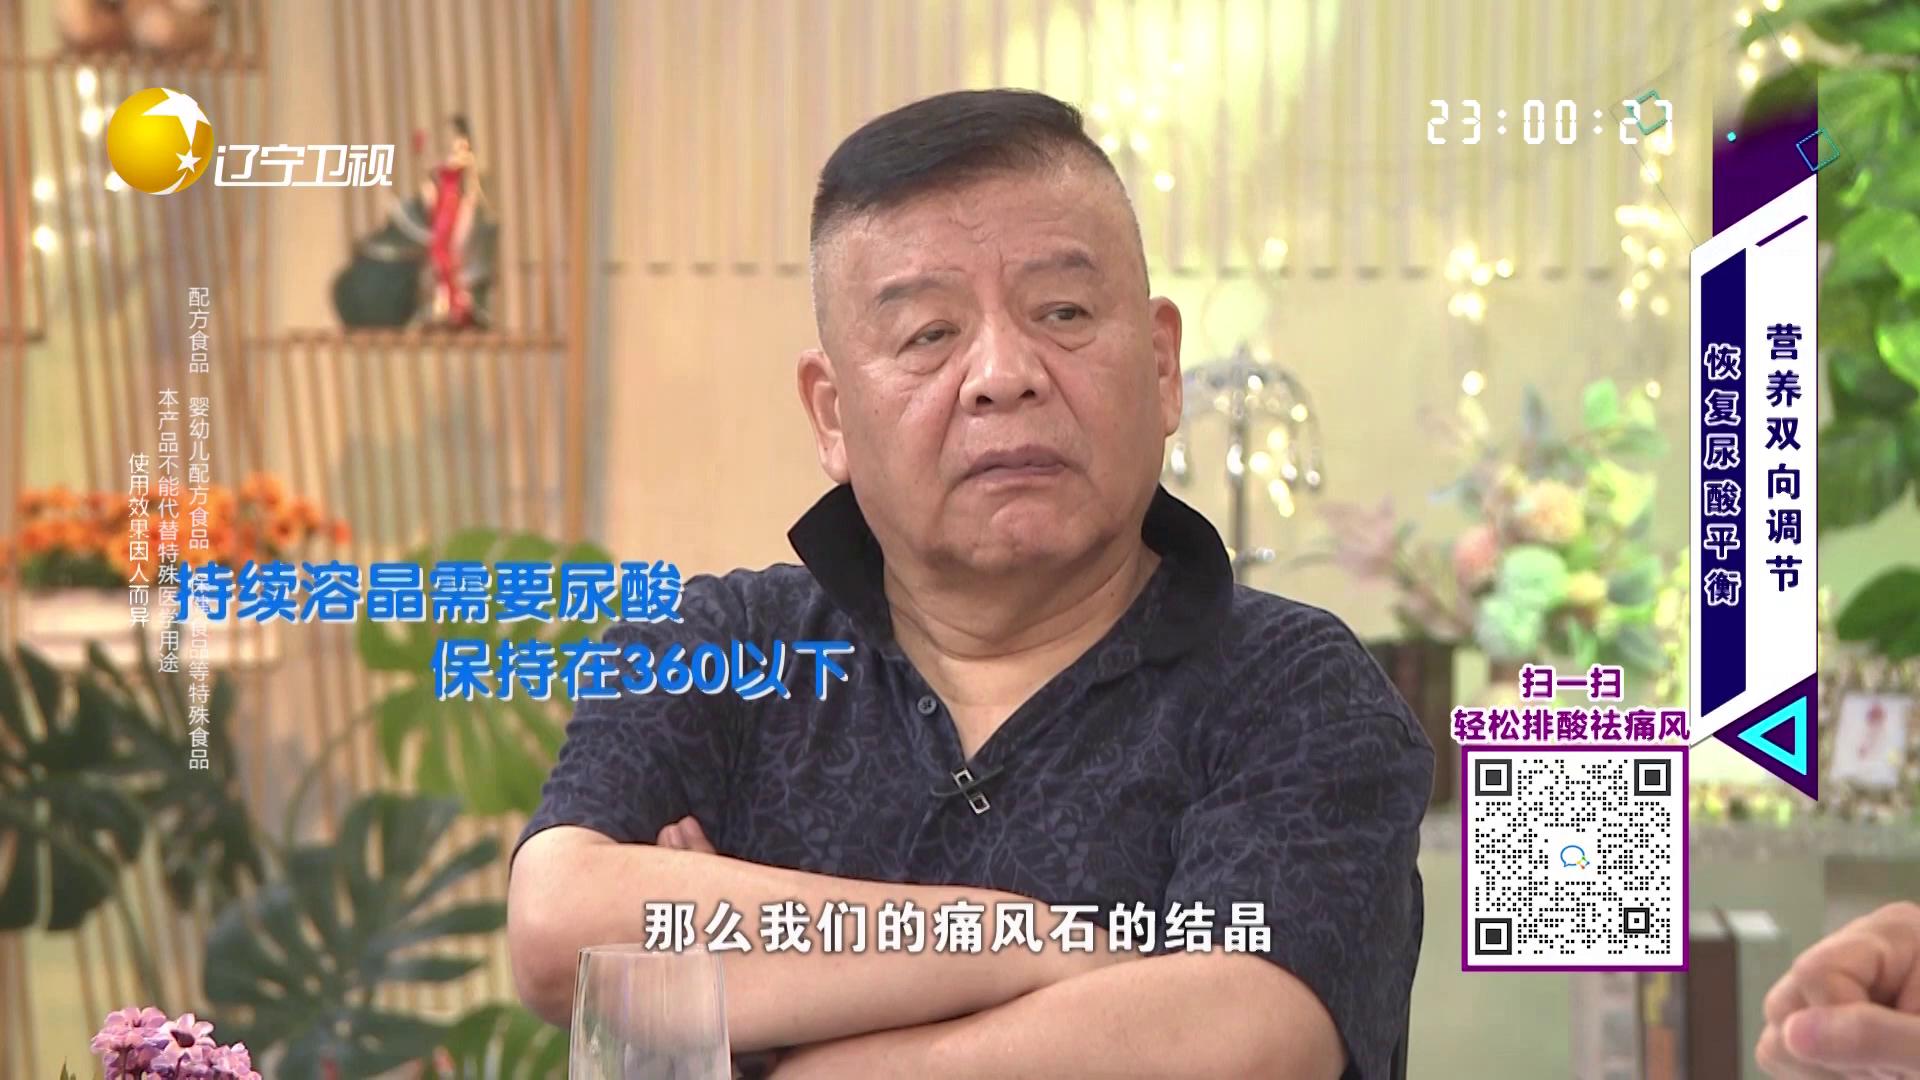 辽宁卫视
23:00:27
营养双向调节
恢复尿酸平衡
配方食品 婴幼儿配方食品 保健食品等特殊食品
本产品不能代替特殊医学用途
使用效果因人而异
持续溶晶需要尿酸
保持在360以下
扫一扫
轻松排酸祛痛风
那么我们的痛风石的结晶